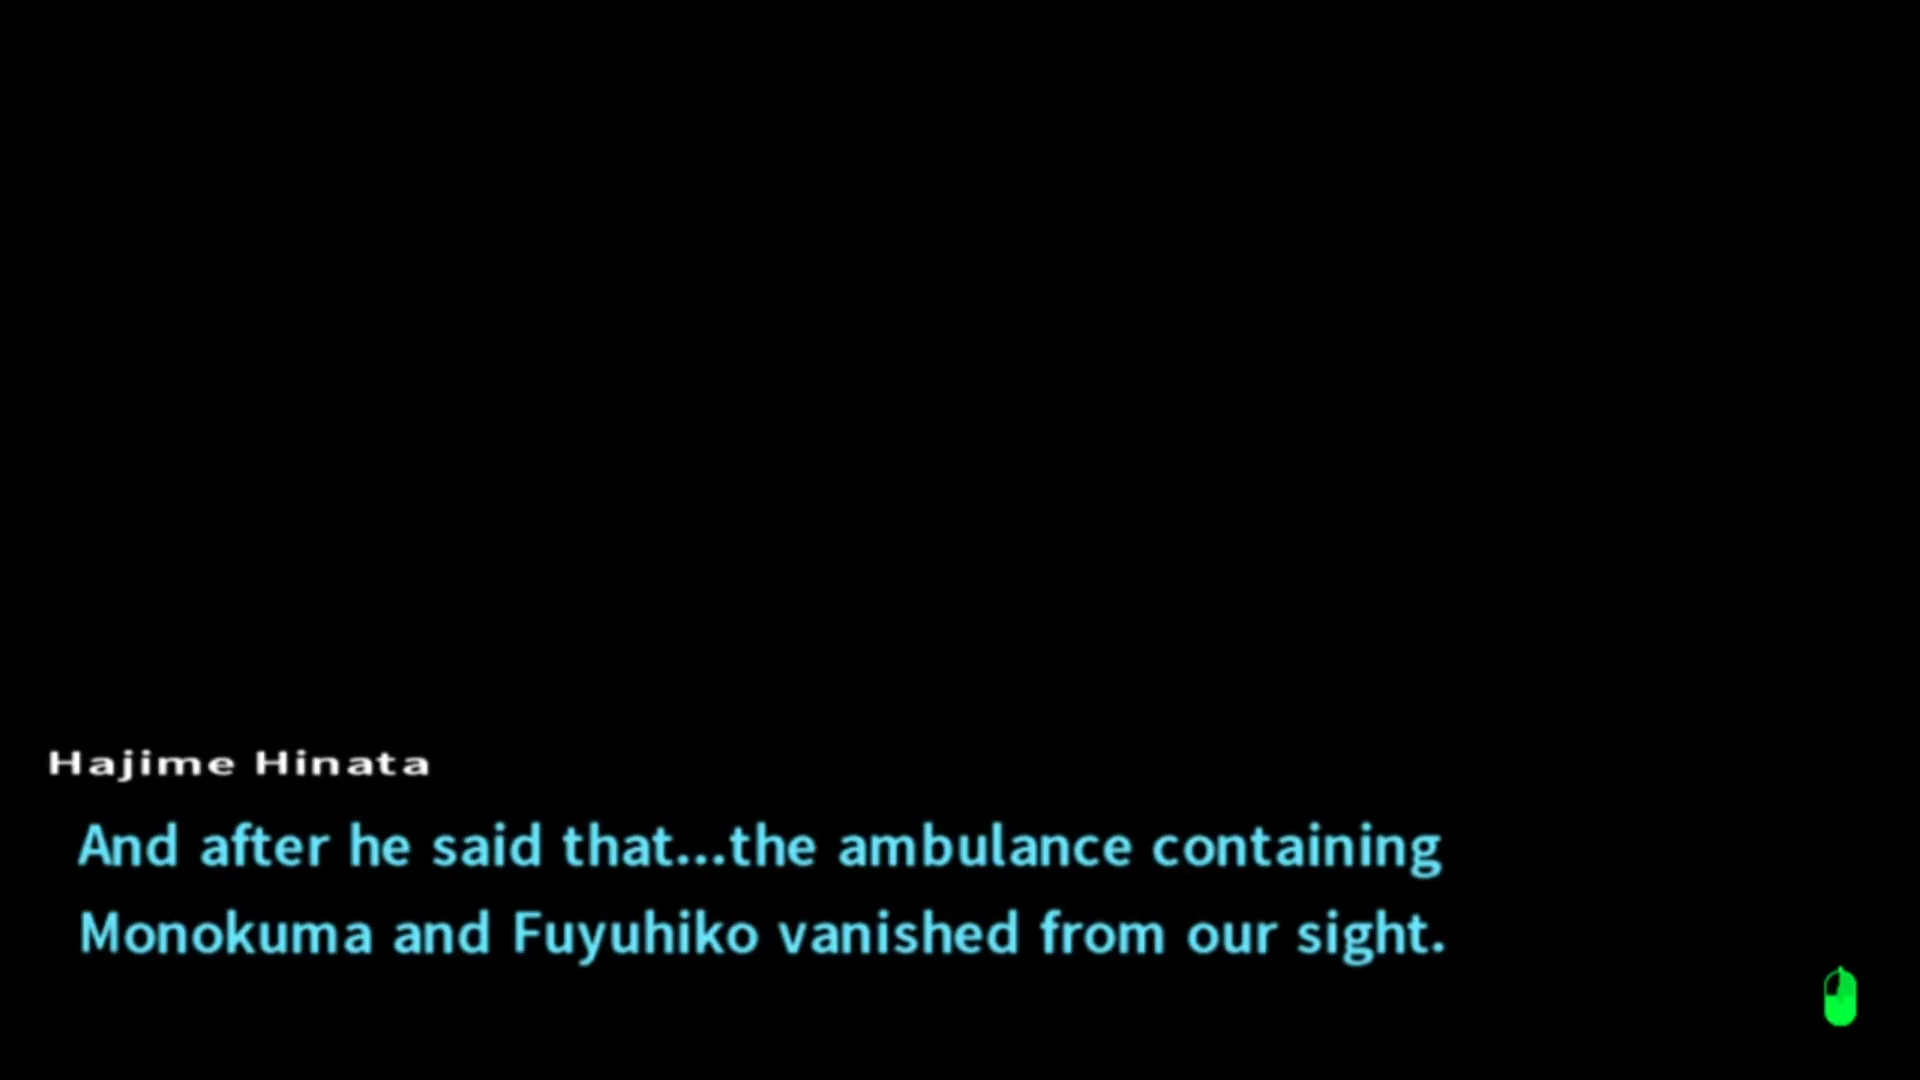 Hajime Hinata
And after he said that...the ambulance containing
Monokuma and Fuyuhiko vanished from our sight.